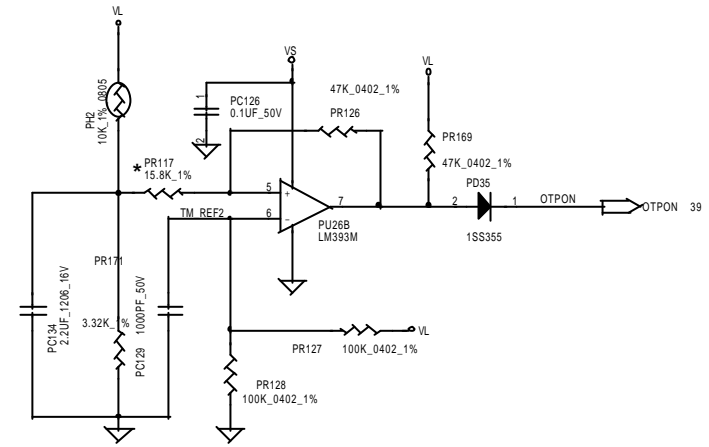 VL
VS
VL
PH2
10K_1%_0805
1
2
PC126
0.1UF_50V
47K_0402_1%
PR126
PR169
47K_0402_1%
* PR117
15.8K_1%
5
+
7
6
-
TM_REF2
PU26B
LM393M
PD35
2
1
1SS355
OTPON
OTPON 39
PR171
3.32K_1%
PC134
2.2UF_1206_16V
PC129
1000PF_50V
VL
PR127
100K_0402_1%
PR128
100K_0402_1%